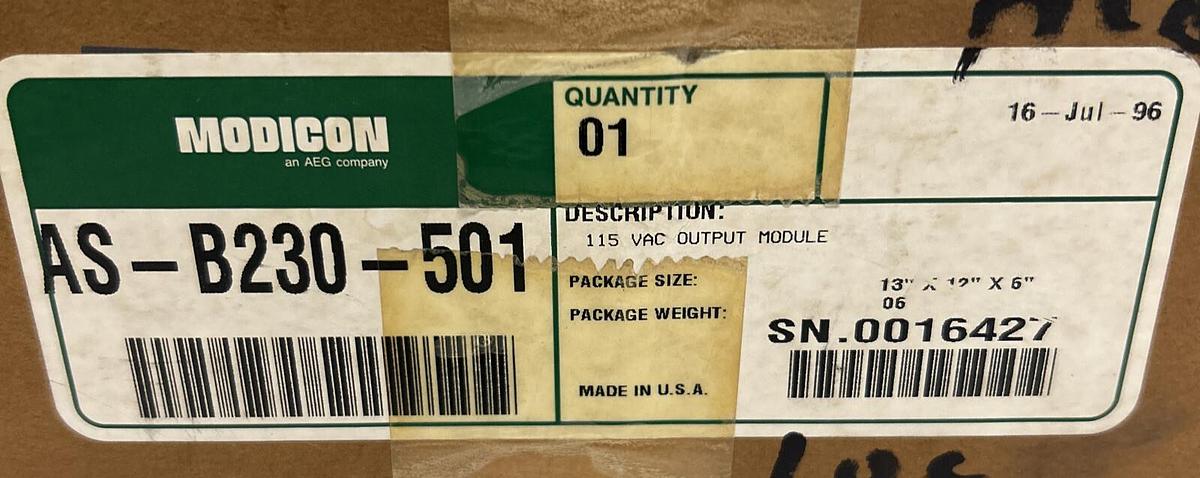 MODICON
an AEG company
QUANTITY
01
16-Jul-96
AS-B230-501
DESCRIPTION:
115 VAC OUTPUT MODULE
PACKAGE SIZE: 13" X 12" X 6"
PACKAGE WEIGHT: 06
SN.0016427
MADE IN U.S.A.